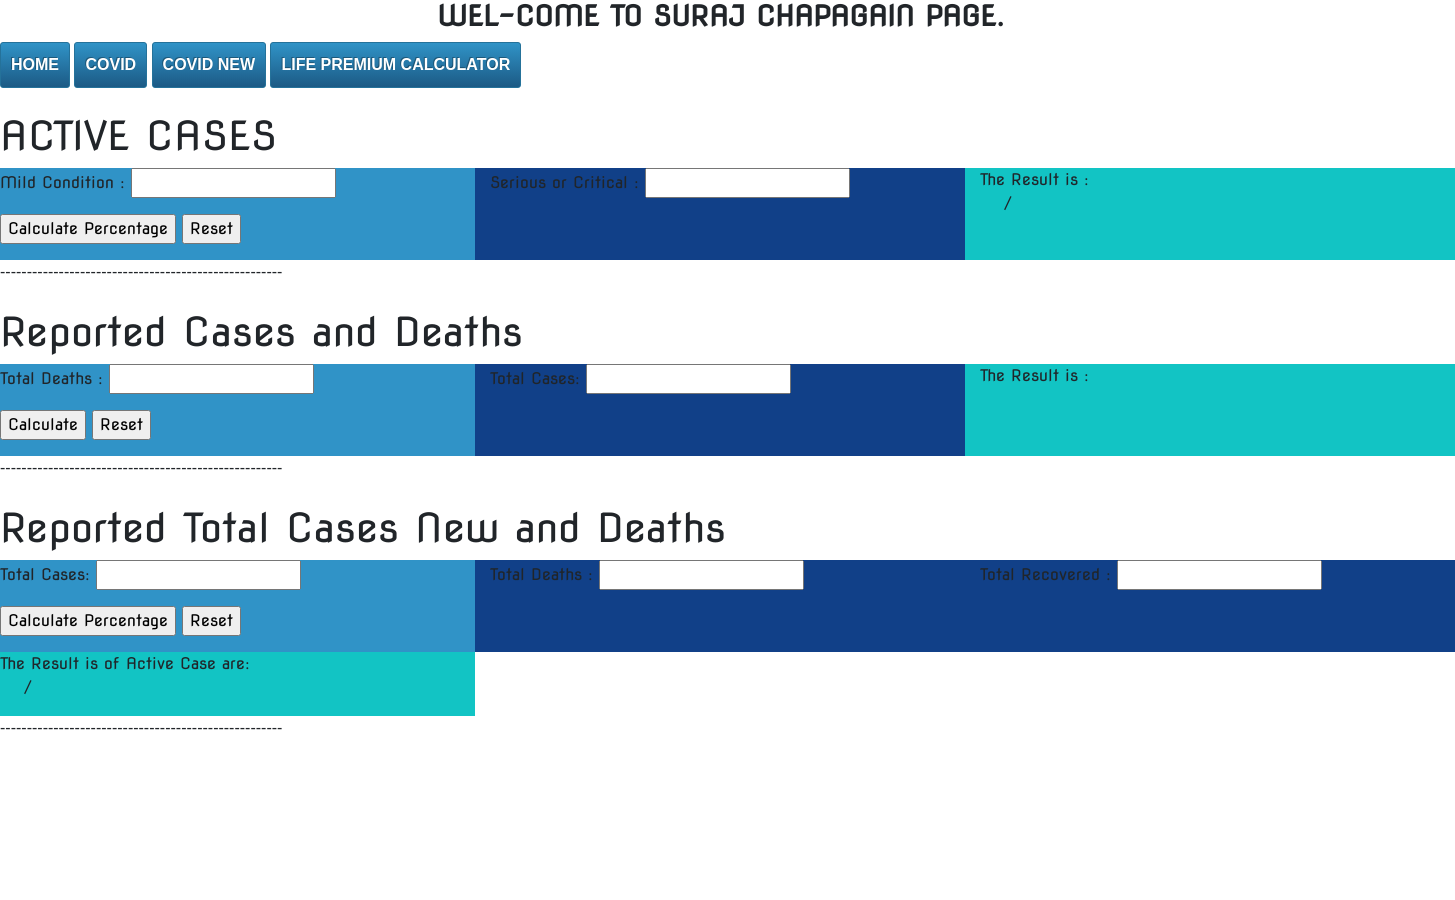 WEL-COME TO SURAJ CHAPAGAIN PAGE.
HOME COVID COVID NEW LIFE PREMIUM CALCULATOR
ACTIVE CASES
Mild Condition : Serious or Critical : The Result is :
/
Calculate Percentage Reset
-----------------------------------------------------
Reported Cases and Deaths
Total Deaths : Total Cases: The Result is :
Calculate Reset
-----------------------------------------------------
Reported Total Cases New and Deaths
Total Cases: Total Deaths : Total Recovered :
Calculate Percentage Reset
The Result is of Active Case are:
/
-----------------------------------------------------